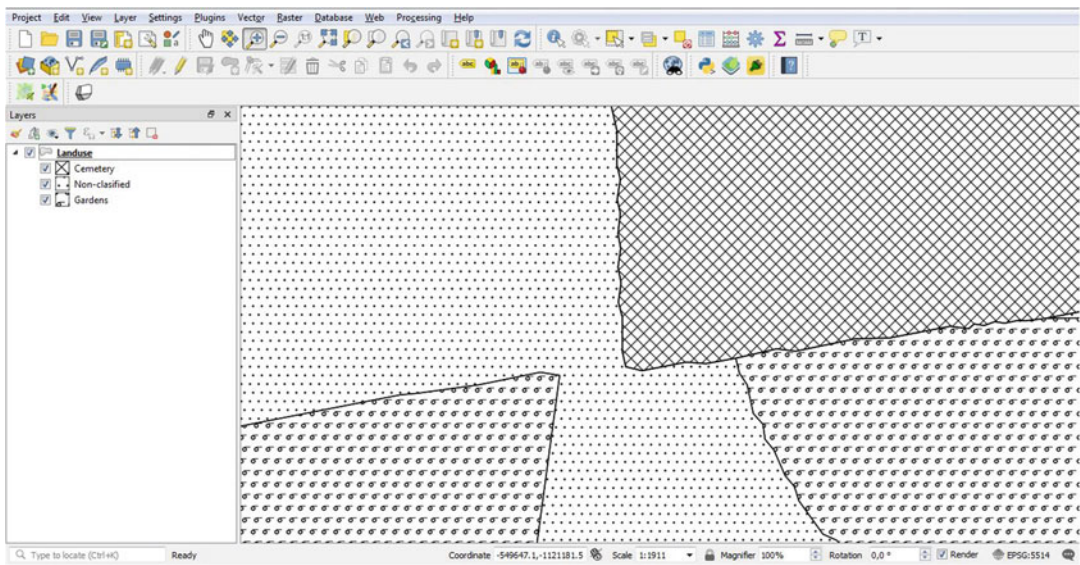 Project Edit View Layer Settings Plugins Vector Raster Database Web Processing Help
Layers
Landuse
Cemetery
Non-clasified
Gardens
Type to locate (Ctrl+K) Ready Coordinate -549647.1,-1121181.5 Scale 1:1911 Magnifier 100% Rotation 0,0 ° Render EPSG:5514